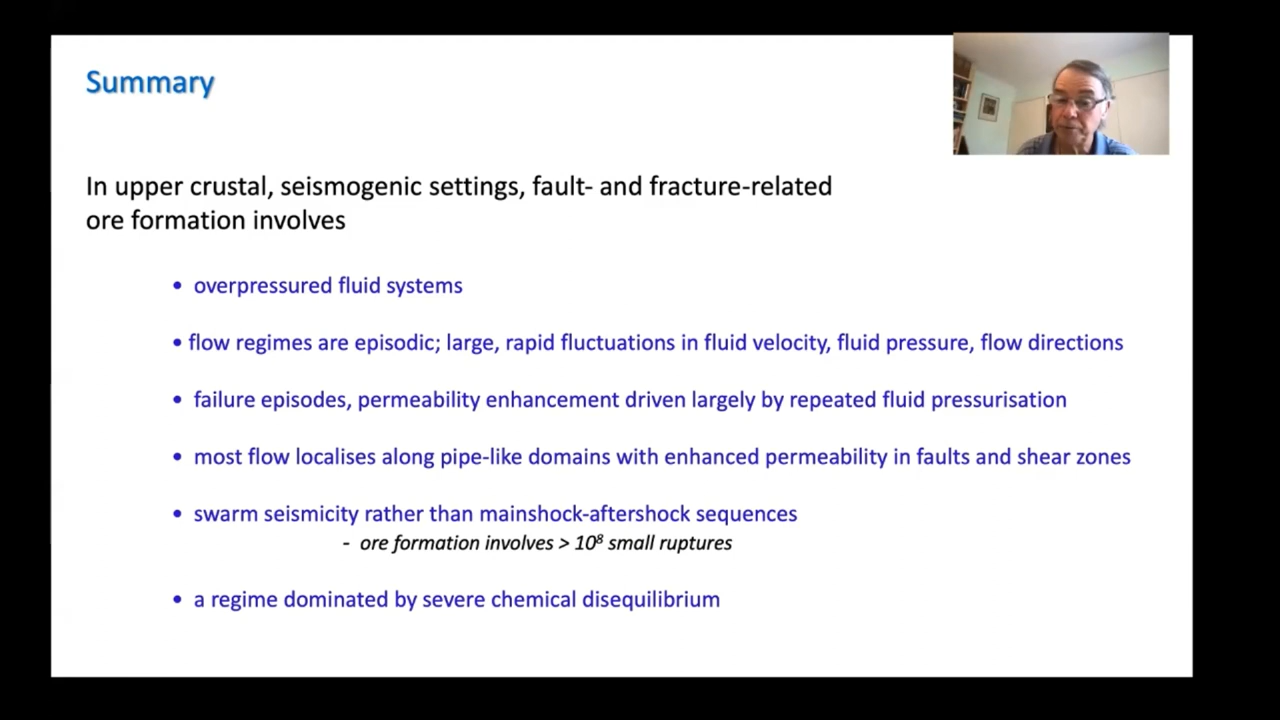 Summary
In upper crustal, seismogenic settings, fault- and fracture-related
ore formation involves
• overpressured fluid systems
• flow regimes are episodic; large, rapid fluctuations in fluid velocity, fluid pressure, flow directions
• failure episodes, permeability enhancement driven largely by repeated fluid pressurisation
• most flow localises along pipe-like domains with enhanced permeability in faults and shear zones
• swarm seismicity rather than mainshock-aftershock sequences
- ore formation involves > 10⁸ small ruptures
• a regime dominated by severe chemical disequilibrium